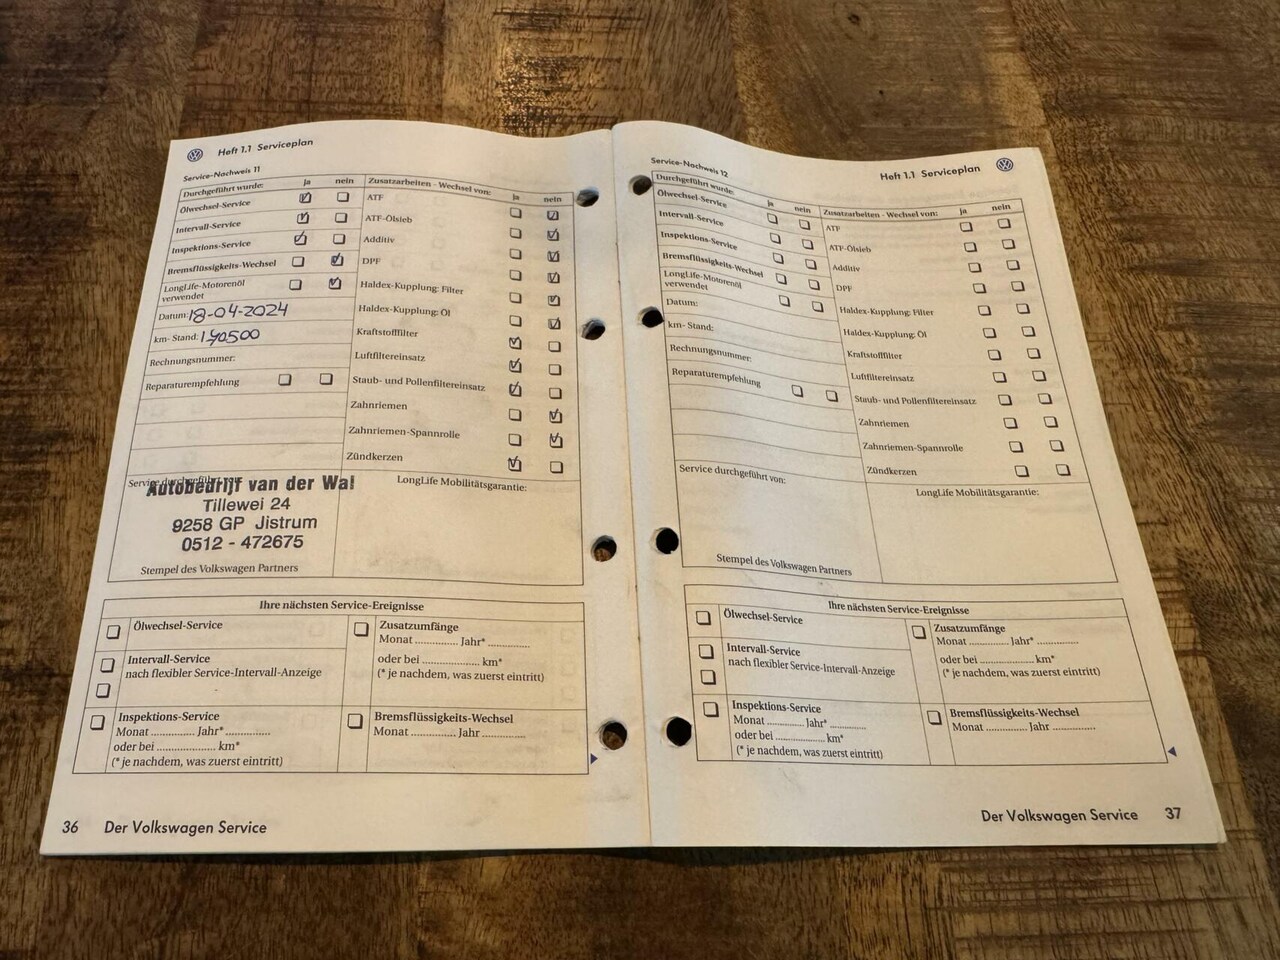 Heft 1.1 Serviceplan
Service-Nachweis 11
Durchgeführt wurde: ja nein
Ölwechsel-Service
Intervall-Service
Inspektions-Service
Bremsflüssigkeits-Wechsel
LongLife-Motorenöl
verwendet
Datum: 18-04-2024
km- Stand: 140500
Rechnungsnummer:
Reparaturempfehlung
Zusatzarbeiten - Wechsel von: ja nein
ATF
ATF-Ölsieb
Additiv
DPF
Haldex-Kupplung: Filter
Haldex-Kupplung: Öl
Kraftstofffilter
Luftfiltereinsatz
Staub- und Pollenfiltereinsatz
Zahnriemen
Zahnriemen-Spannrolle
Zündkerzen
Service durchgeführt von:
Autobedrijf van der Wal
Tillewei 24
9258 GP Jistrum
0512 - 472675
Stempel des Volkswagen Partners
LongLife Mobilitätsgarantie:
Ihre nächsten Service-Ereignisse
Ölwechsel-Service
Intervall-Service
nach flexibler Service-Intervall-Anzeige
Inspektions-Service
Monat ............ Jahr* ...............
oder bei .................... km*
(* je nachdem, was zuerst eintritt)
Zusatzumfänge
Monat .............. Jahr* ..............
oder bei .................... km*
(* je nachdem, was zuerst eintritt)
Bremsflüssigkeits-Wechsel
Monat ............ Jahr ..............
36 Der Volkswagen Service
Heft 1.1 Serviceplan
Service-Nachweis 12
Durchgeführt wurde: ja nein
Ölwechsel-Service
Intervall-Service
Inspektions-Service
Bremsflüssigkeits-Wechsel
LongLife-Motorenöl
verwendet
Datum:
km- Stand:
Rechnungsnummer:
Reparaturempfehlung
Zusatzarbeiten - Wechsel von: ja nein
ATF
ATF-Ölsieb
Additiv
DPF
Haldex-Kupplung: Filter
Haldex-Kupplung: Öl
Kraftstofffilter
Luftfiltereinsatz
Staub- und Pollenfiltereinsatz
Zahnriemen
Zahnriemen-Spannrolle
Zündkerzen
Service durchgeführt von:
Stempel des Volkswagen Partners
LongLife Mobilitätsgarantie:
Ihre nächsten Service-Ereignisse
Ölwechsel-Service
Intervall-Service
nach flexibler Service-Intervall-Anzeige
Inspektions-Service
Monat ............ Jahr* ............
oder bei .................... km*
(* je nachdem, was zuerst eintritt)
Zusatzumfänge
Monat ............ Jahr* ..............
oder bei .................... km*
(* je nachdem, was zuerst eintritt)
Bremsflüssigkeits-Wechsel
Monat ............ Jahr ..............
Der Volkswagen Service 37